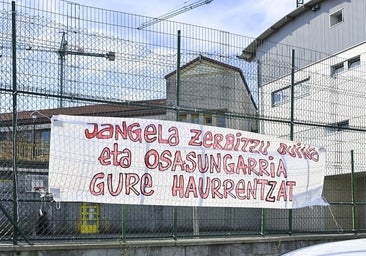 JANGELA ZERBITZU DUINA
eta OSASUNGARRIA
GURE HAURRENTZAT